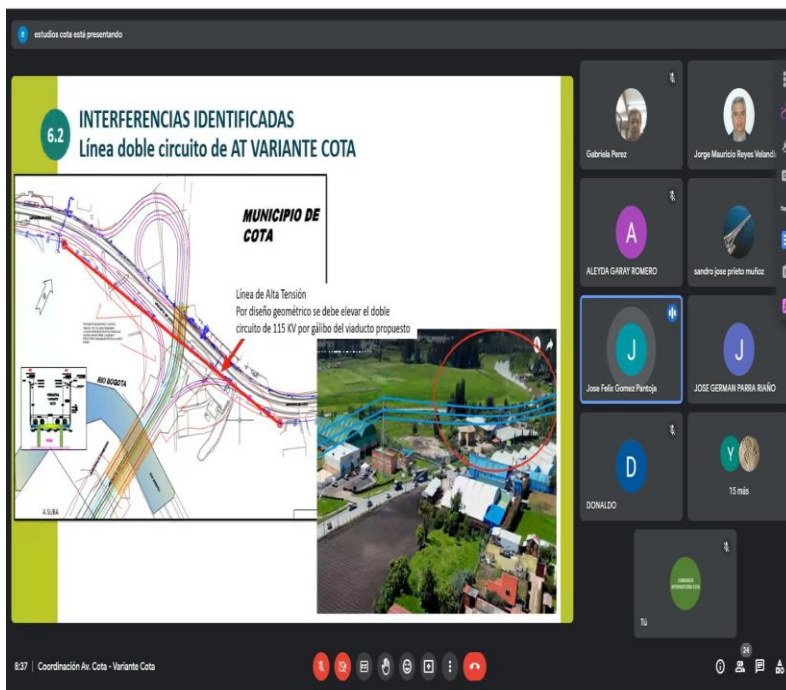 e estudios cota está presentando
6.2
INTERFERENCIAS IDENTIFICADAS
Línea doble circuito de AT VARIANTE COTA
MUNICIPIO DE
COTA
Línea de Alta Tensión
Por diseño geométrico se debe elevar el doble
circuito de 115 KV por gálibo del viaducto propuesto
RIO BOGOTA
A SUBA
Gabriela Perez
Jorge Mauricio Reyes Velandi
A
ALEYDA GARAY ROMERO
sandro jose prieto muñoz
J
Jose Felix Gomez Pantoja
J
JOSE GERMAN PARRA RIAÑO
D
DONALDO
Y
15 más
CONSORCIO
INTERVENTORIA COTA
Tú
8:37 | Coordinación Av. Cota - Variante Cota
24